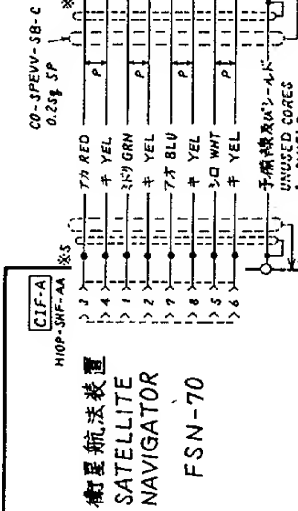 CO-SPEVV-SB-C
0.2Sq 5P
P
P
P
P
アカ RED
キ YEL
ミドリ GRN
キ YEL
アオ BLU
キ YEL
シロ WHT
キ YEL
予備線及びシールド
UNUSED CORES
※5
CIF-A
H10P-SHF-AA
3
4
1
2
7
8
5
6
衛星航法装置
SATELLITE
NAVIGATOR
FSN-70